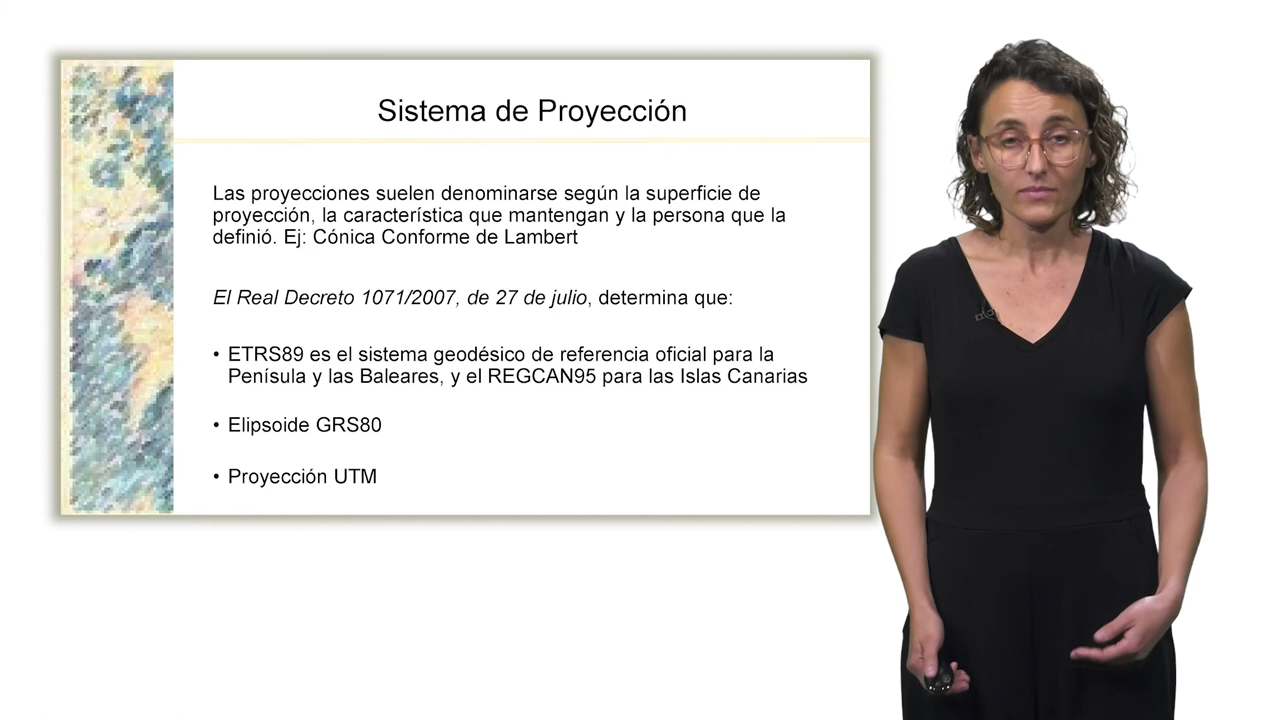 Sistema de Proyección
Las proyecciones suelen denominarse según la superficie de
proyección, la característica que mantengan y la persona que la
definió. Ej: Cónica Conforme de Lambert
El Real Decreto 1071/2007, de 27 de julio, determina que:
• ETRS89 es el sistema geodésico de referencia oficial para la
Penísula y las Baleares, y el REGCAN95 para las Islas Canarias
• Elipsoide GRS80
• Proyección UTM